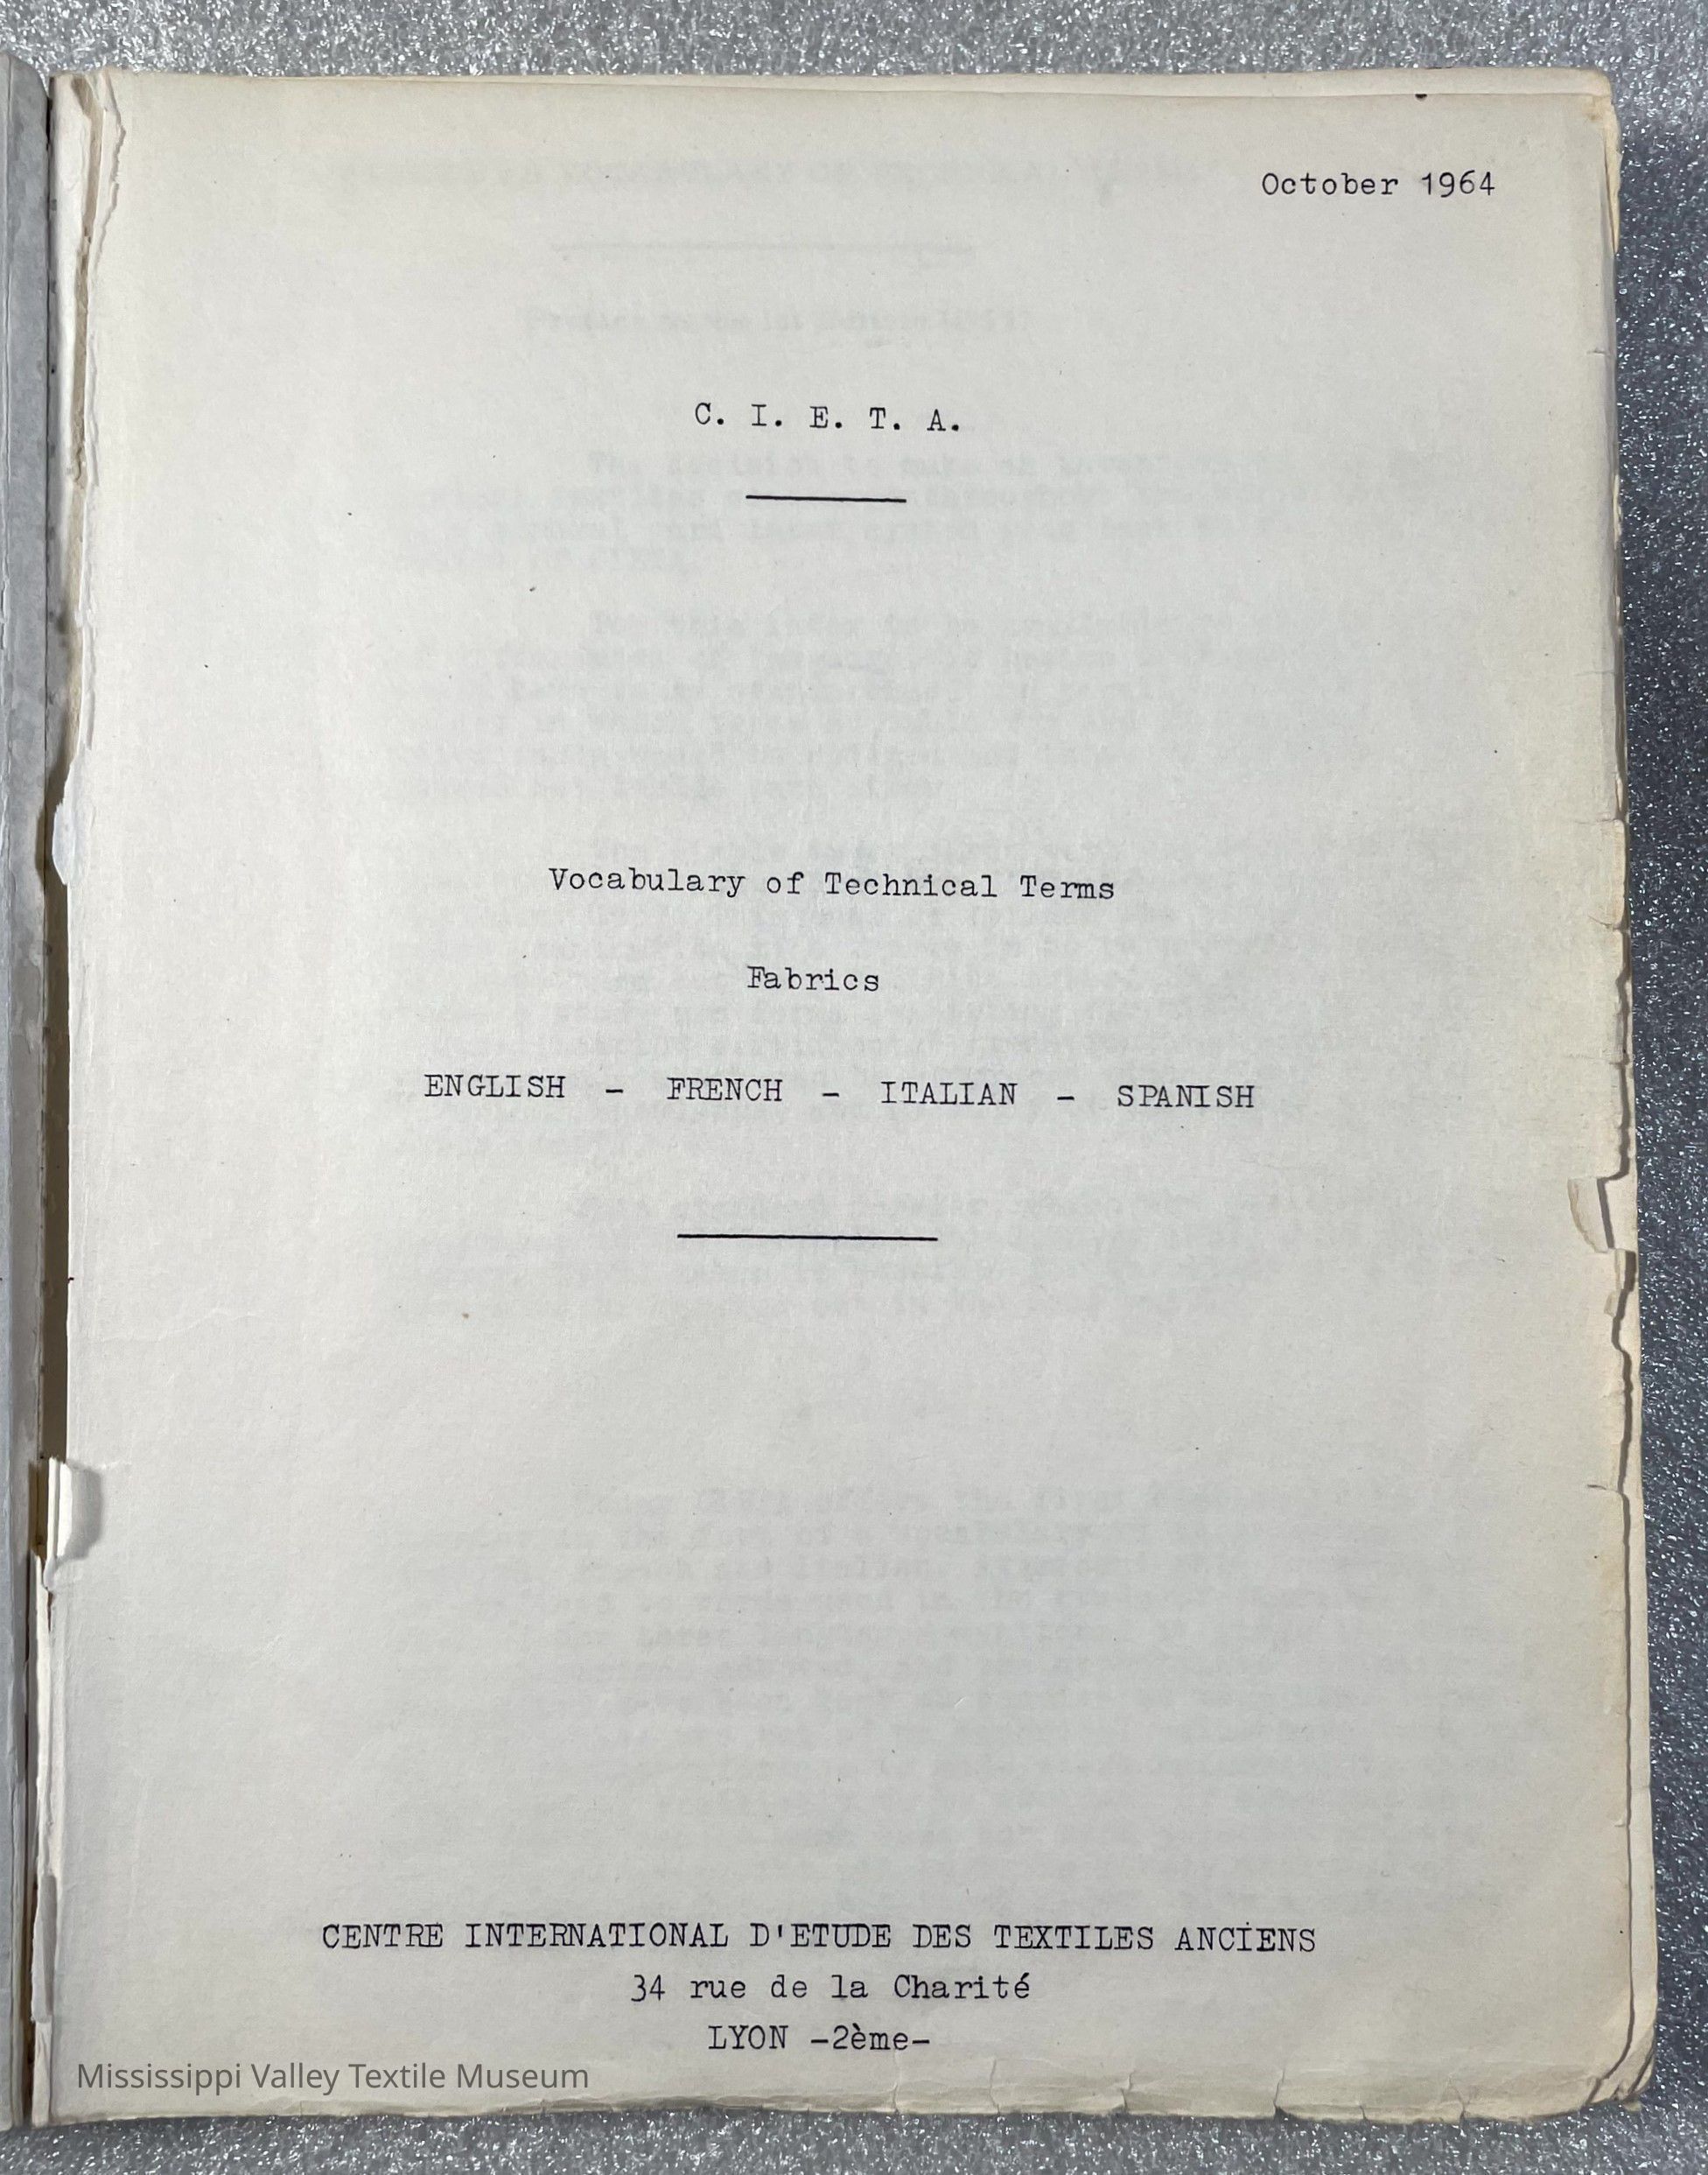 October 1964
C. I. E. T. A.
Vocabulary of Technical Terms
Fabrics
ENGLISH - FRENCH - ITALIAN - SPANISH
CENTRE INTERNATIONAL D'ETUDE DES TEXTILES ANCIENS
34 rue de la Charité
LYON -2ème-
Mississippi Valley Textile Museum